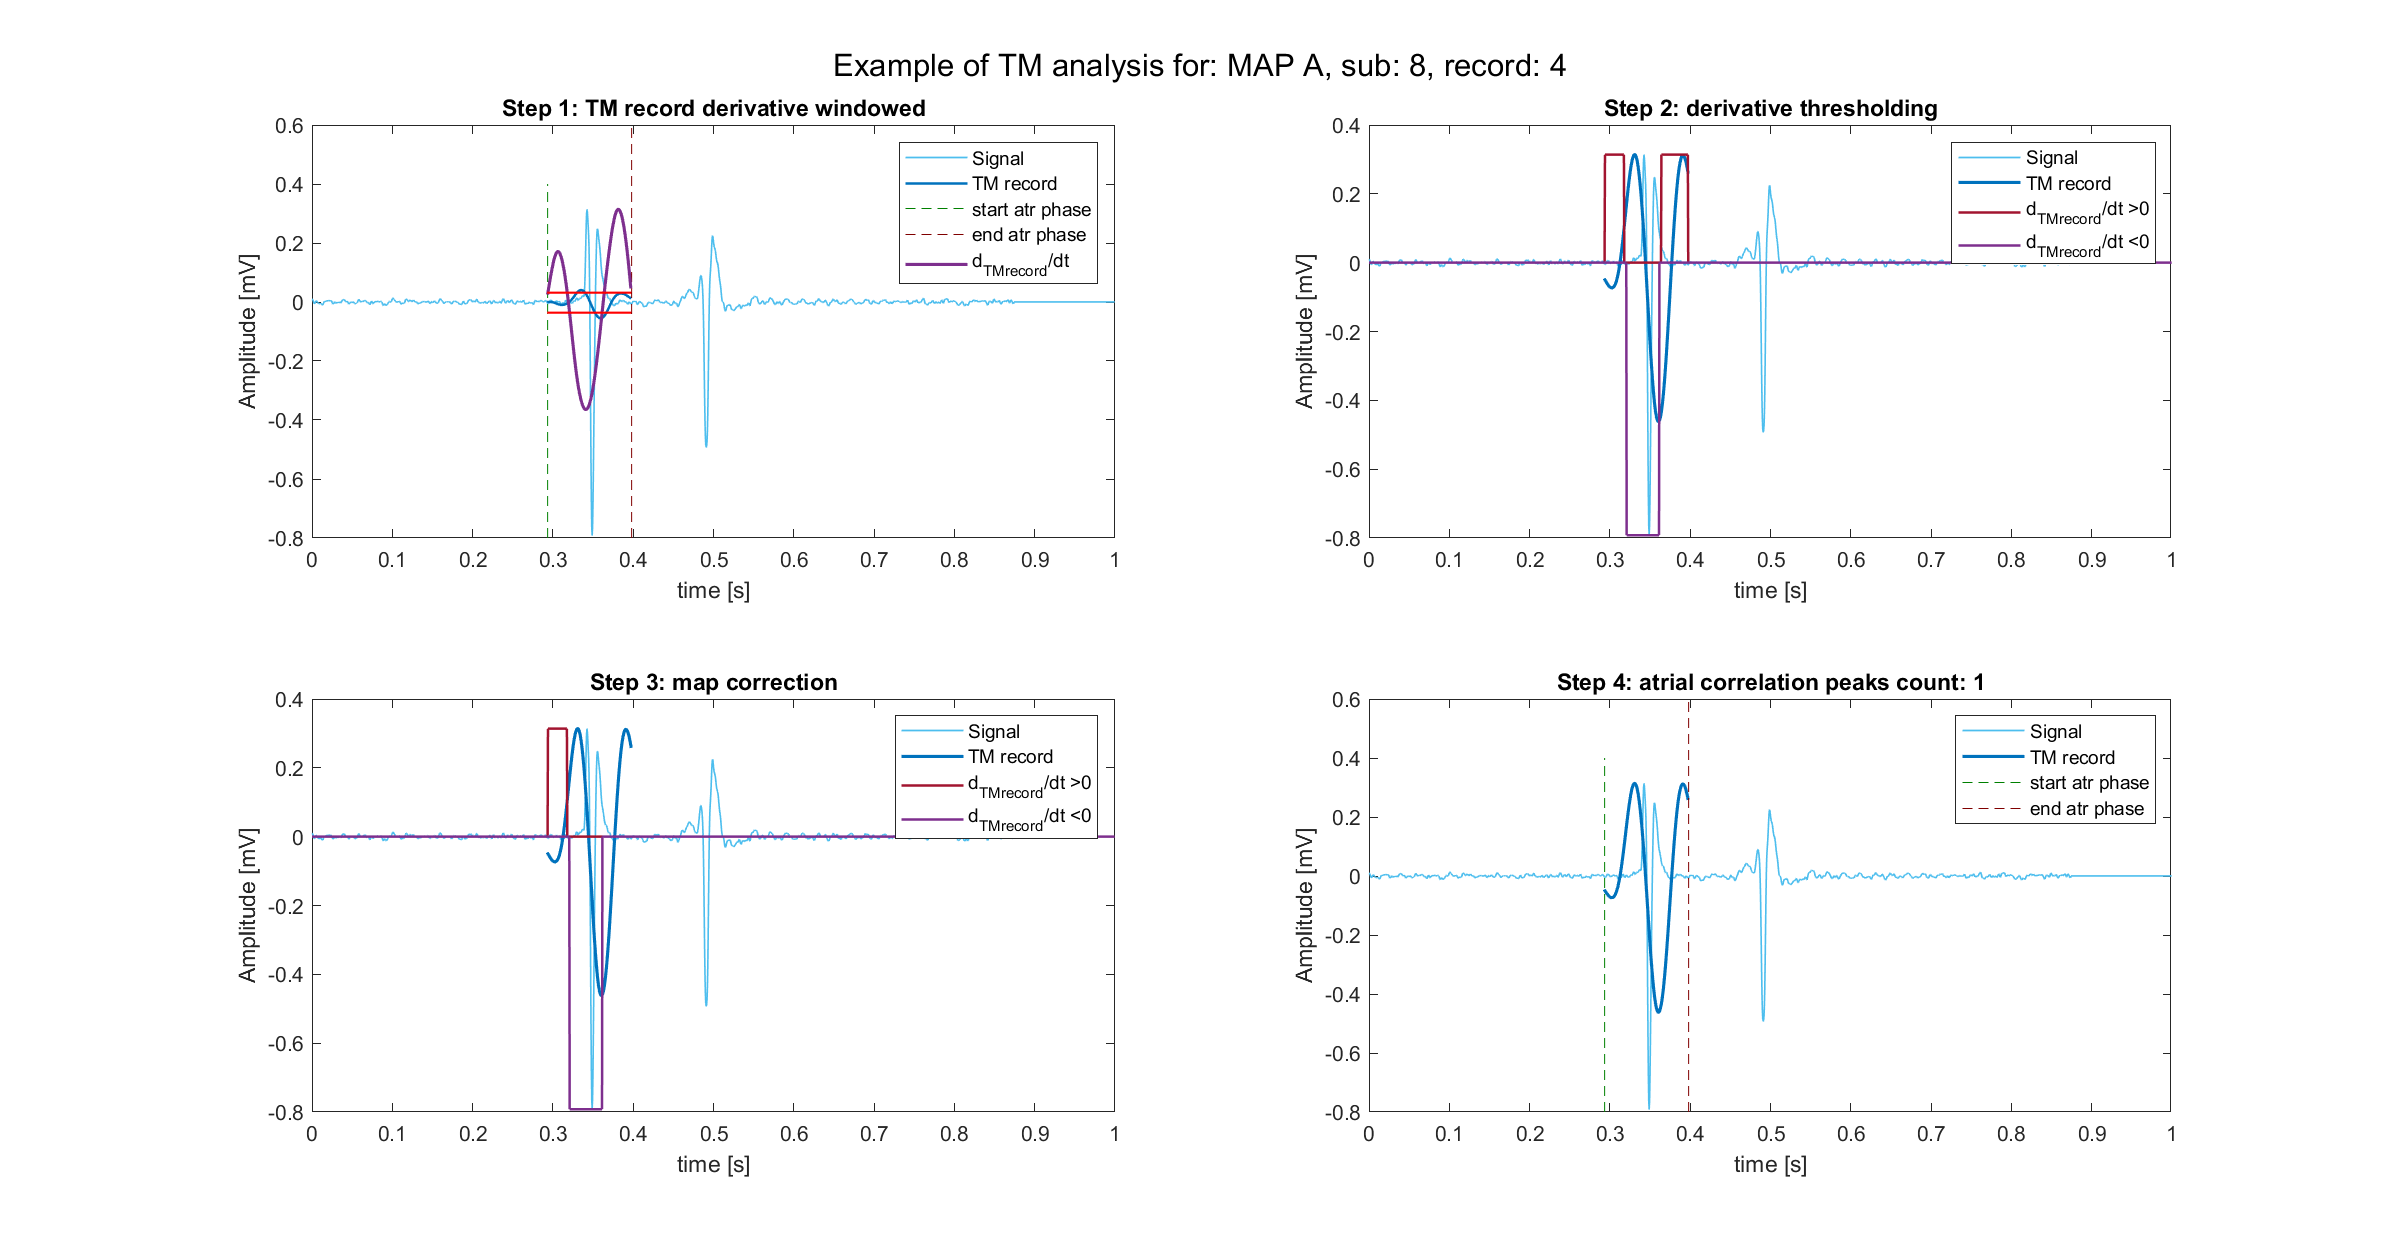 Example of TM analysis for: MAP A, sub: 8, record: 4
Step 1: TM record derivative windowed
0.6
0.4
0.2
0
-0.2
-0.4
-0.6
-0.8
Amplitude [mV]
0 0.1 0.2 0.3 0.4 0.5 0.6 0.7 0.8 0.9 1
time [s]
Signal
TM record
start atr phase
end atr phase
dTMrecord/dt
Step 2: derivative thresholding
0.4
0.2
0
-0.2
-0.4
-0.6
-0.8
Amplitude [mV]
0 0.1 0.2 0.3 0.4 0.5 0.6 0.7 0.8 0.9 1
time [s]
Signal
TM record
dTMrecord/dt >0
dTMrecord/dt <0
Step 3: map correction
0.4
0.2
0
-0.2
-0.4
-0.6
-0.8
Amplitude [mV]
0 0.1 0.2 0.3 0.4 0.5 0.6 0.7 0.8 0.9 1
time [s]
Signal
TM record
dTMrecord/dt >0
dTMrecord/dt <0
Step 4: atrial correlation peaks count: 1
0.6
0.4
0.2
0
-0.2
-0.4
-0.6
-0.8
Amplitude [mV]
0 0.1 0.2 0.3 0.4 0.5 0.6 0.7 0.8 0.9 1
time [s]
Signal
TM record
start atr phase
end atr phase